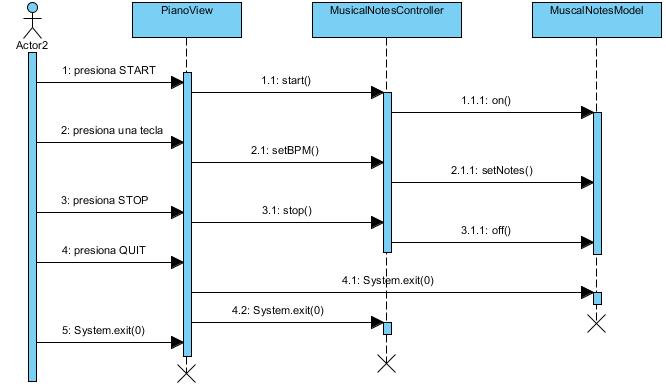 PianoView
MusicalNotesController
MuscalNotesModel
Actor2
1: presiona START
1.1: start()
1.1.1: on()
2: presiona una tecla
2.1: setBPM()
2.1.1: setNotes()
3: presiona STOP
3.1: stop()
3.1.1: off()
4: presiona QUIT
4.1: System.exit(0)
4.2: System.exit(0)
5: System.exit(0)